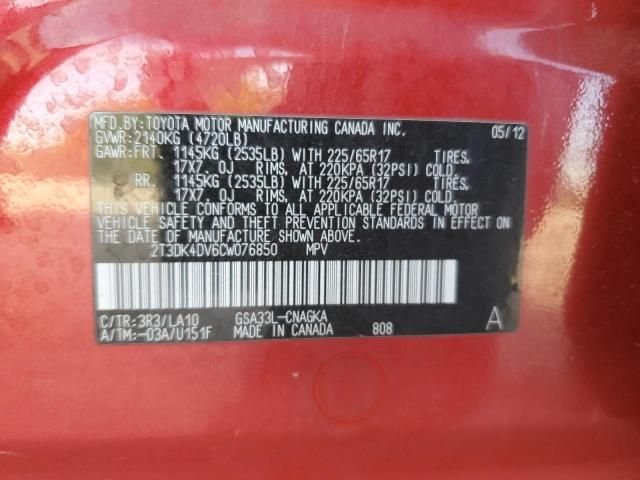 MFD.BY:TOYOTA MOTOR MANUFACTURING CANADA INC. 05/12
GVWR:2140KG (4720LB)
GAWR:FRT. 1145KG (2535LB) WITH 225/65R17 TIRES,
17X7.0J RIMS, AT 220KPA (32PSI) COLD.
RR. 1145KG (2535LB) WITH 225/65R17 TIRES,
17X7.0J RIMS, AT 220KPA (32PSI) COLD.
THIS VEHICLE CONFORMS TO ALL APPLICABLE FEDERAL MOTOR
VEHICLE SAFETY AND THEFT PREVENTION STANDARDS IN EFFECT ON
THE DATE OF MANUFACTURE SHOWN ABOVE.
2T3DK4DV6CW076850 MPV
C/TR:3R3/LA10 GSA33L-CNAGKA A
A/TM:-03A/U151F MADE IN CANADA 808